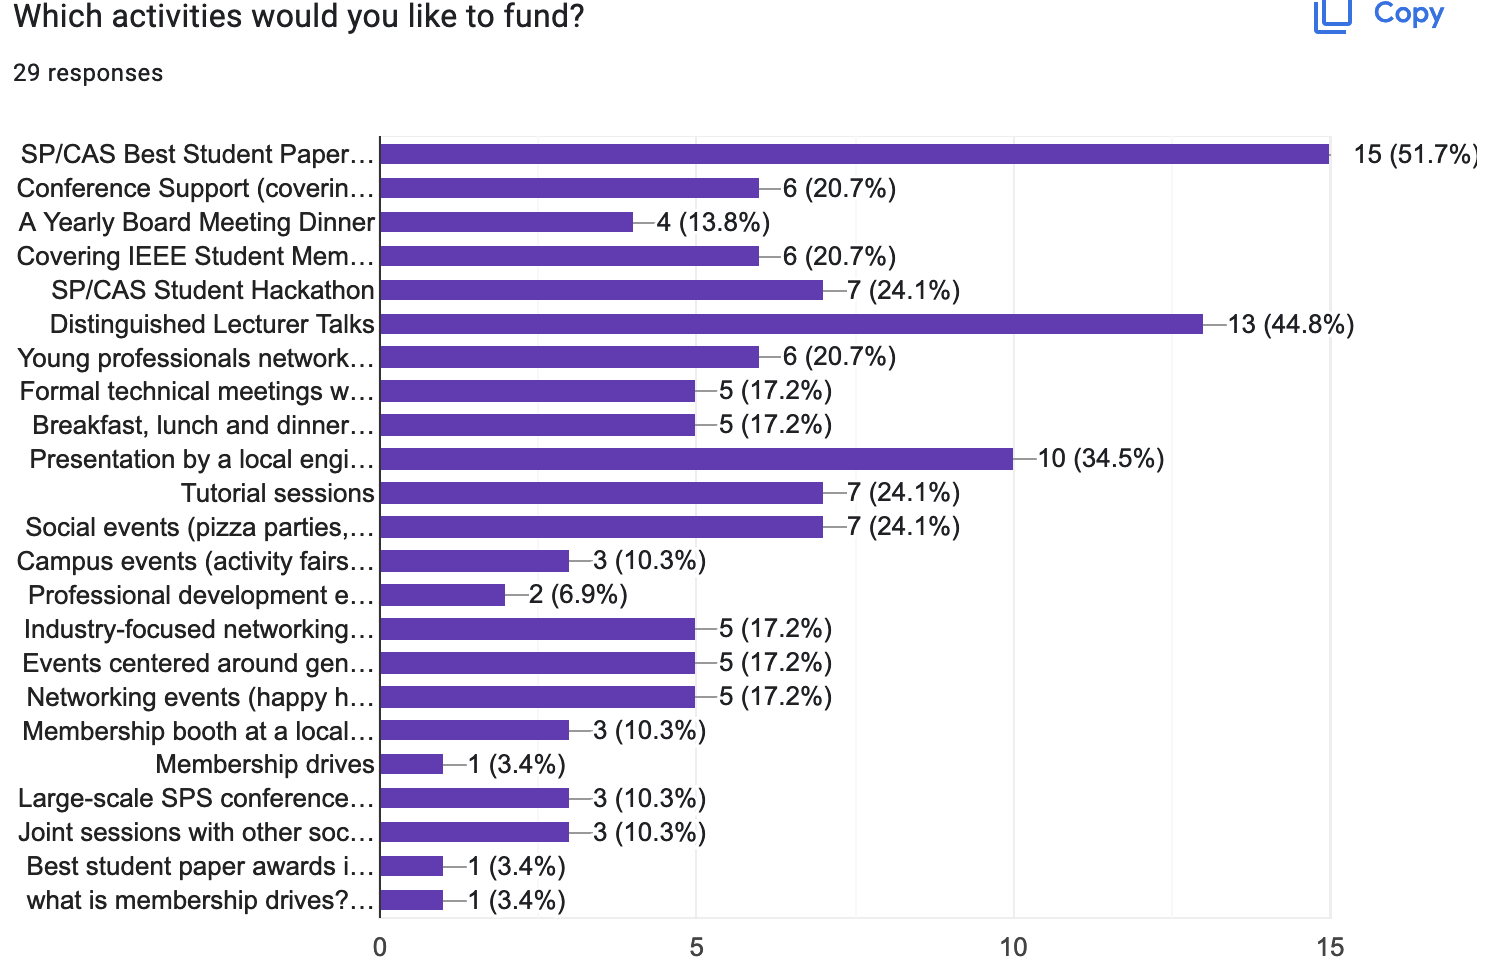 Which activities would you like to fund?
Copy
29 responses
SP/CAS Best Student Paper… 15 (51.7%)
Conference Support (coverin… 6 (20.7%)
A Yearly Board Meeting Dinner 4 (13.8%)
Covering IEEE Student Mem… 6 (20.7%)
SP/CAS Student Hackathon 7 (24.1%)
Distinguished Lecturer Talks 13 (44.8%)
Young professionals network… 6 (20.7%)
Formal technical meetings w… 5 (17.2%)
Breakfast, lunch and dinner… 5 (17.2%)
Presentation by a local engi… 10 (34.5%)
Tutorial sessions 7 (24.1%)
Social events (pizza parties,… 7 (24.1%)
Campus events (activity fairs… 3 (10.3%)
Professional development e… 2 (6.9%)
Industry-focused networking… 5 (17.2%)
Events centered around gen… 5 (17.2%)
Networking events (happy h… 5 (17.2%)
Membership booth at a local… 3 (10.3%)
Membership drives 1 (3.4%)
Large-scale SPS conference… 3 (10.3%)
Joint sessions with other soc… 3 (10.3%)
Best student paper awards i… 1 (3.4%)
what is membership drives?… 1 (3.4%)
0 5 10 15